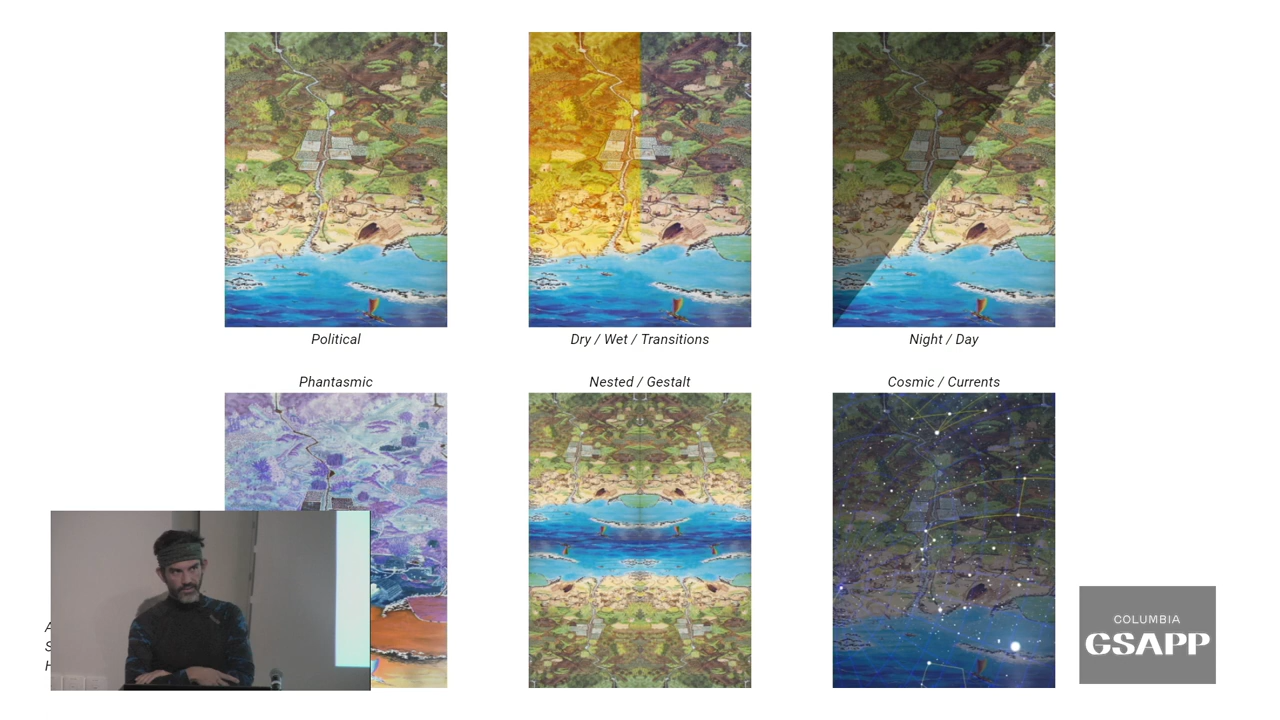 Political
Dry / Wet / Transitions
Night / Day
Phantasmic
Nested / Gestalt
Cosmic / Currents
COLUMBIA
GSAPP